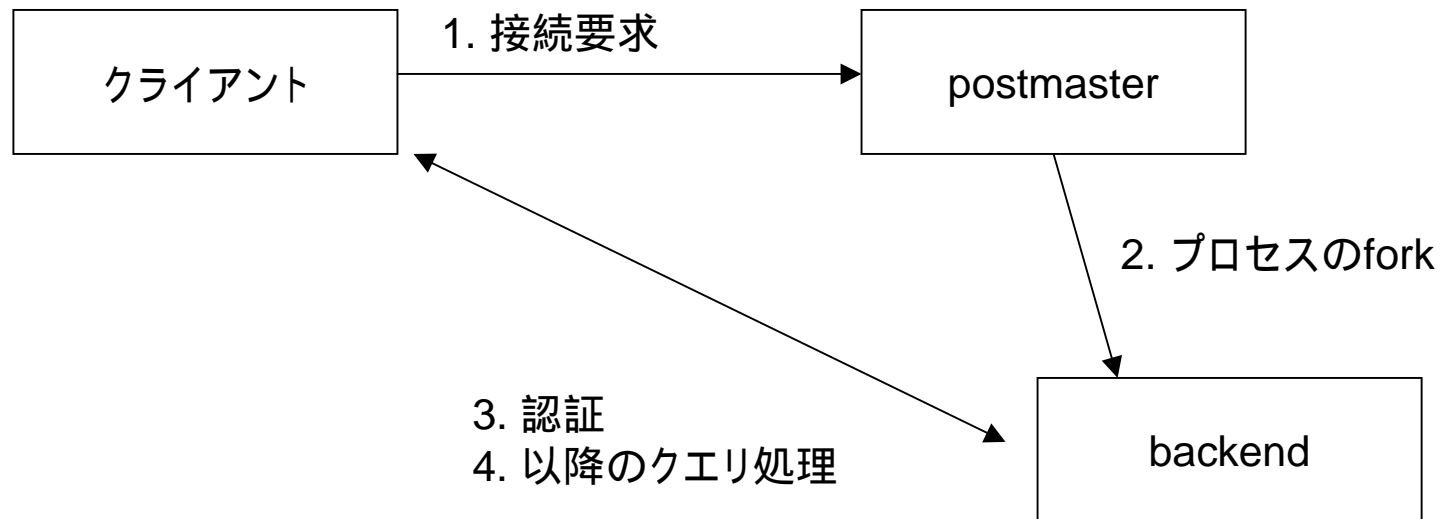 1. 接続要求
クライアント
postmaster
2. プロセスのfork
3. 認証
4. 以降のクエリ処理
backend